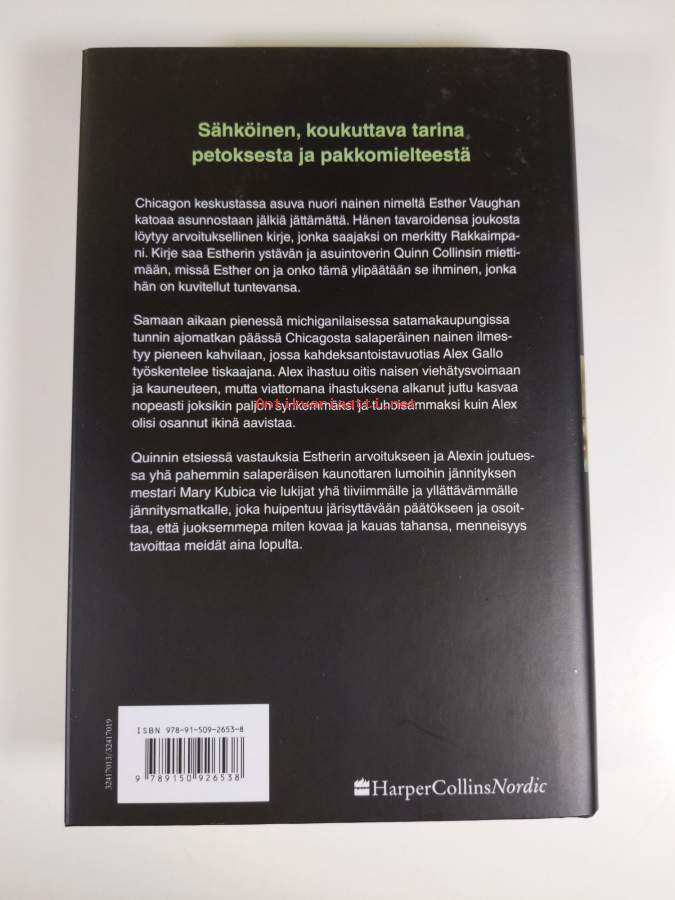 Sähköinen, koukuttava tarina
petoksesta ja pakkomielteestä
Chicagon keskustassa asuva nuori nainen nimeltä Esther Vaughan
katoaa asunnostaan jälkiä jättämättä. Hänen tavaroidensa joukosta
löytyy arvoituksellinen kirje, jonka saajaksi on merkitty Rakkaimpa-
ni. Kirje saa Estherin ystävän ja asuintoverin Quinn Collinsin mietti-
mään, missä Esther on ja onko tämä ylipäätään se ihminen, jonka
hän on kuvitellut tuntevansa.
Samaan aikaan pienessä michiganilaisessa satamakaupungissa
tunnin ajomatkan päässä Chicagosta salaperäinen nainen ilmes-
tyy pieneen kahvilaan, jossa kahdeksantoistavuotias Alex Gallo
työskentelee tiskaajana. Alex ihastuu oitis naisen viehätysvoimaan
ja kauneuteen, mutta viattomana ihastuksena alkanut juttu kasvaa
nopeasti joksikin paljon synkemmäksi ja tuhoisammaksi kuin Alex
olisi osannut ikinä aavistaa.
Antikvariaatti.net
Quinnin etsiessä vastauksia Estherin arvoitukseen ja Alexin joutues-
sa yhä pahemmin salaperäisen kaunottaren lumoihin jännityksen
mestari Mary Kubica vie lukijat yhä tiiviimmälle ja yllättävämmälle
jännitysmatkalle, joka huipentuu järisyttävään päätökseen ja osoit-
taa, että juoksemmepa miten kovaa ja kauas tahansa, menneisyys
tavoittaa meidät aina lopulta.
32417013/32417019
ISBN 978-91-509-2653-8
9 789150 926538
HarperCollinsNordic